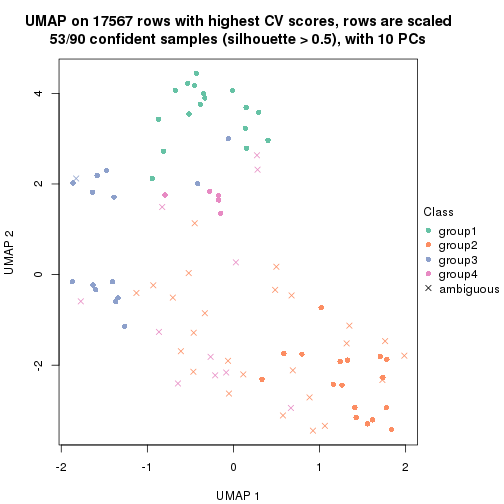 UMAP on 17567 rows with highest CV scores, rows are scaled
53/90 confident samples (silhouette > 0.5), with 10 PCs
UMAP 2
4
2
0
-2
-2
-1
0
1
2
UMAP 1
Class
group1
group2
group3
group4
ambiguous